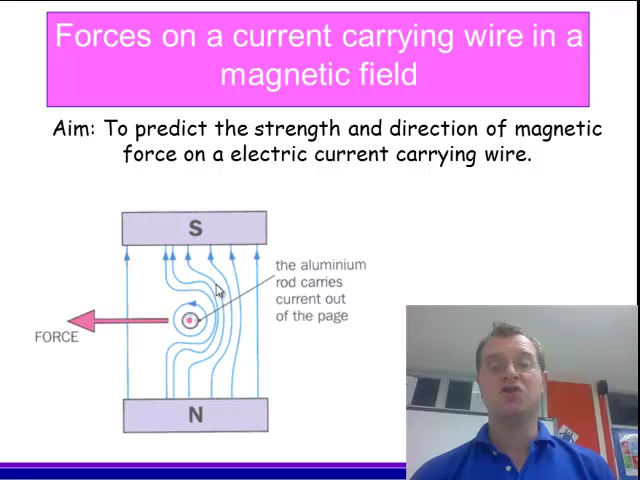 Forces on a current carrying wire in a
magnetic field
Aim: To predict the strength and direction of magnetic
force on a electric current carrying wire.
S
the aluminium
rod carries
current out
of the page
FORCE
N